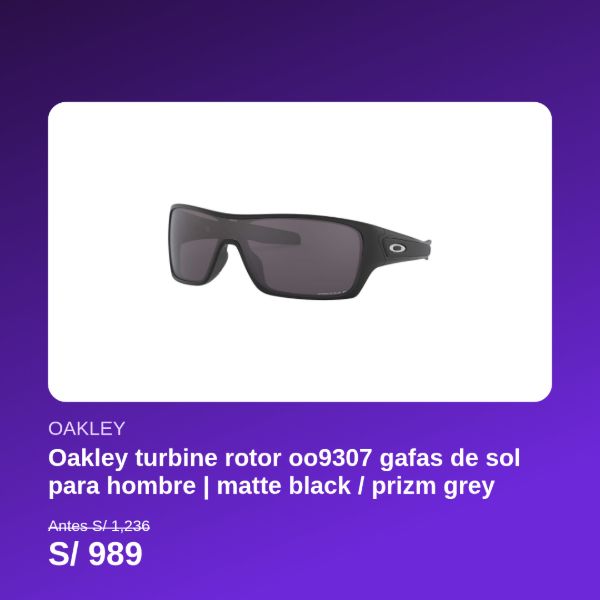 OAKLEY
Oakley turbine rotor oo9307 gafas de sol
para hombre | matte black / prizm grey
Antes S/ 1,236
S/ 989